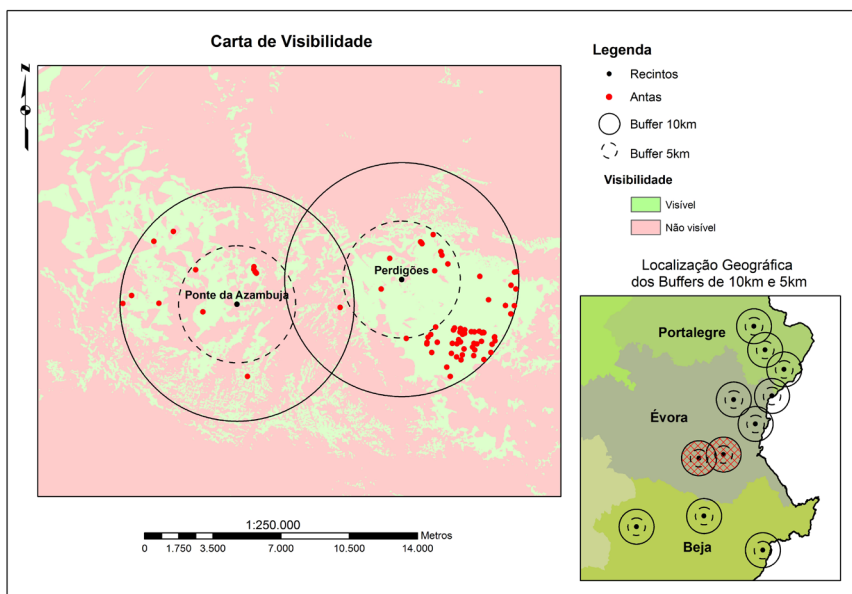 Carta de Visibilidade
N
Ponte da Azambuja
Perdigões
1:250.000
Metros
0 1.750 3.500 7.000 10.500 14.000
Legenda
Recintos
Antas
Buffer 10km
Buffer 5km
Visibilidade
Visível
Não visível
Localização Geográfica
dos Buffers de 10km e 5km
Portalegre
Évora
Beja